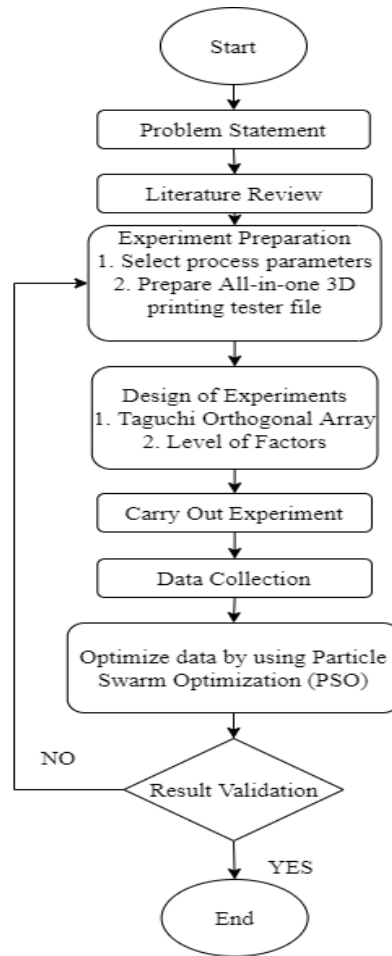 Start
Problem Statement
Literature Review
Experiment Preparation
1. Select process parameters
2. Prepare All-in-one 3D
printing tester file
Design of Experiments
1. Taguchi Orthogonal Array
2. Level of Factors
Carry Out Experiment
Data Collection
Optimize data by using Particle
Swarm Optimization (PSO)
NO
Result Validation
YES
End